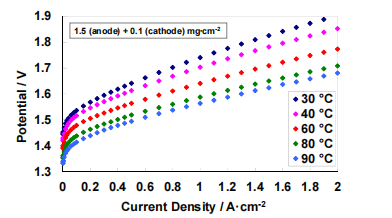 1.9
1.8
1.7
1.6
1.5
1.4
1.3
Potential / V
1.5 (anode) + 0.1 (cathode) mg·cm-2
30 °C
40 °C
60 °C
80 °C
90 °C
0 0.2 0.4 0.6 0.8 1 1.2 1.4 1.6 1.8 2
Current Density / A·cm-2